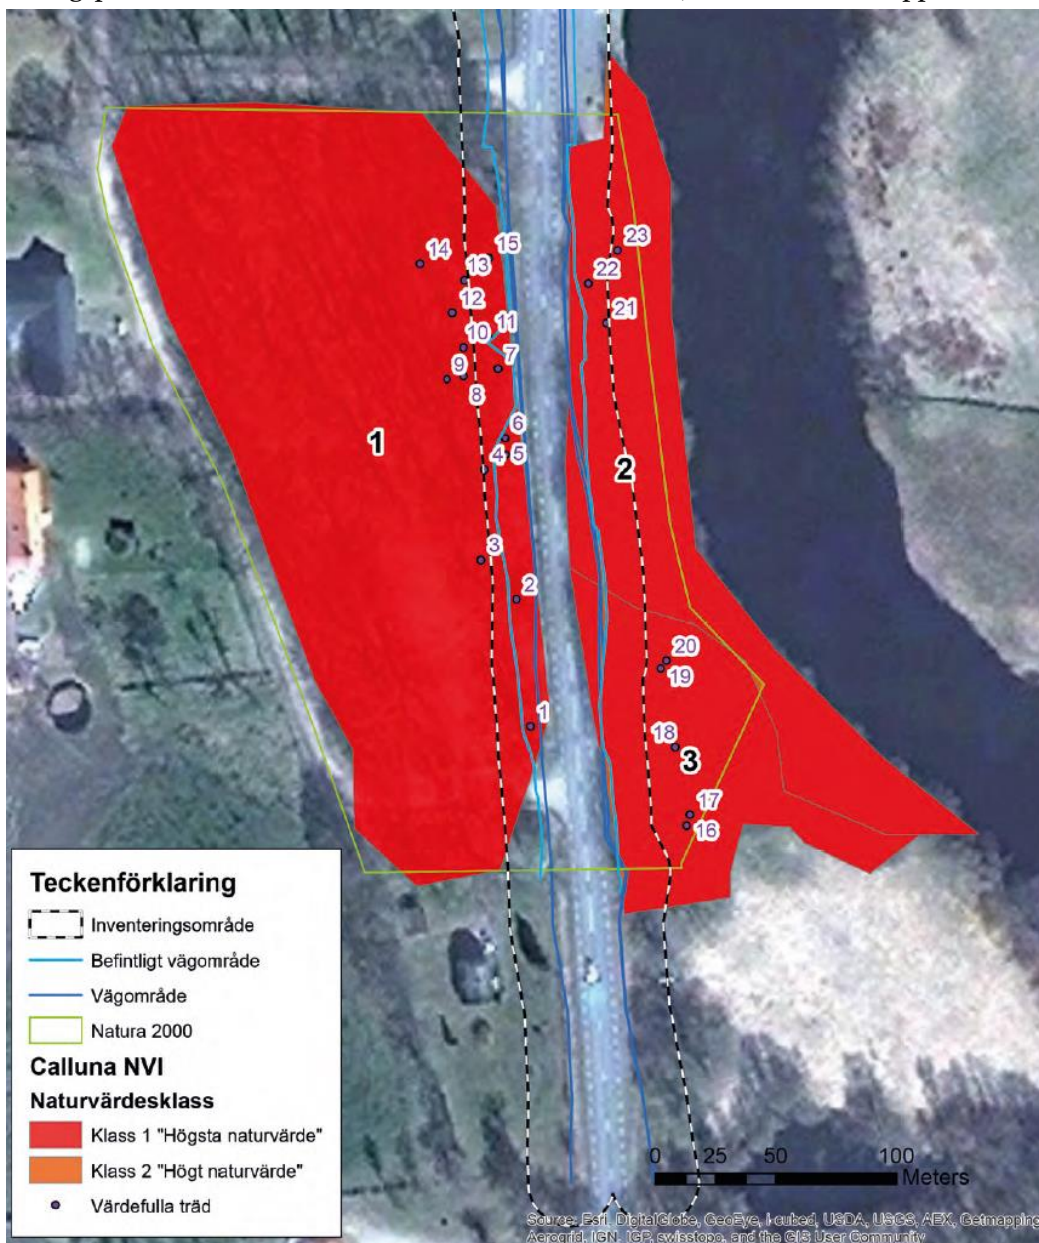 14
15
13
23
22
12
21
11
10
7
9
8
6
1
4
5
2
3
2
20
19
1
18
3
17
16
Teckenförklaring
Inventeringsområde
Befintligt vägområde
Vägområde
Natura 2000
Calluna NVI
Naturvärdesklass
Klass 1 "Högsta naturvärde"
Klass 2 "Högt naturvärde"
Värdefulla träd
0 25 50 100
Meters
Source: Esri, DigitalGlobe, GeoEye, i-cubed, USDA, USGS, AEX, Getmapping,
Aerogrid, IGN, IGP, swisstopo, and the GIS User Community